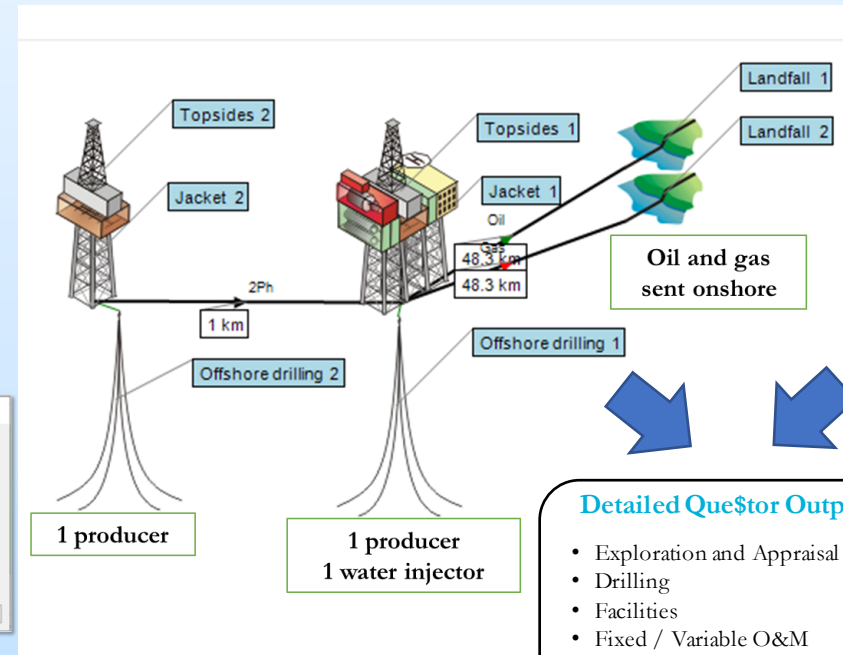 Landfall 1
Topsides 2
Topsides 1
Landfall 2
Jacket 2
Jacket 1
Oil
Gas
48.3 km
48.3 km
Oil and gas
sent onshore
2Ph
1 km
Offshore drilling 1
Offshore drilling 2
1 producer
1 producer
1 water injector
Detailed Que$tor Outp
• Exploration and Appraisal
• Drilling
• Facilities
• Fixed / Variable O&M